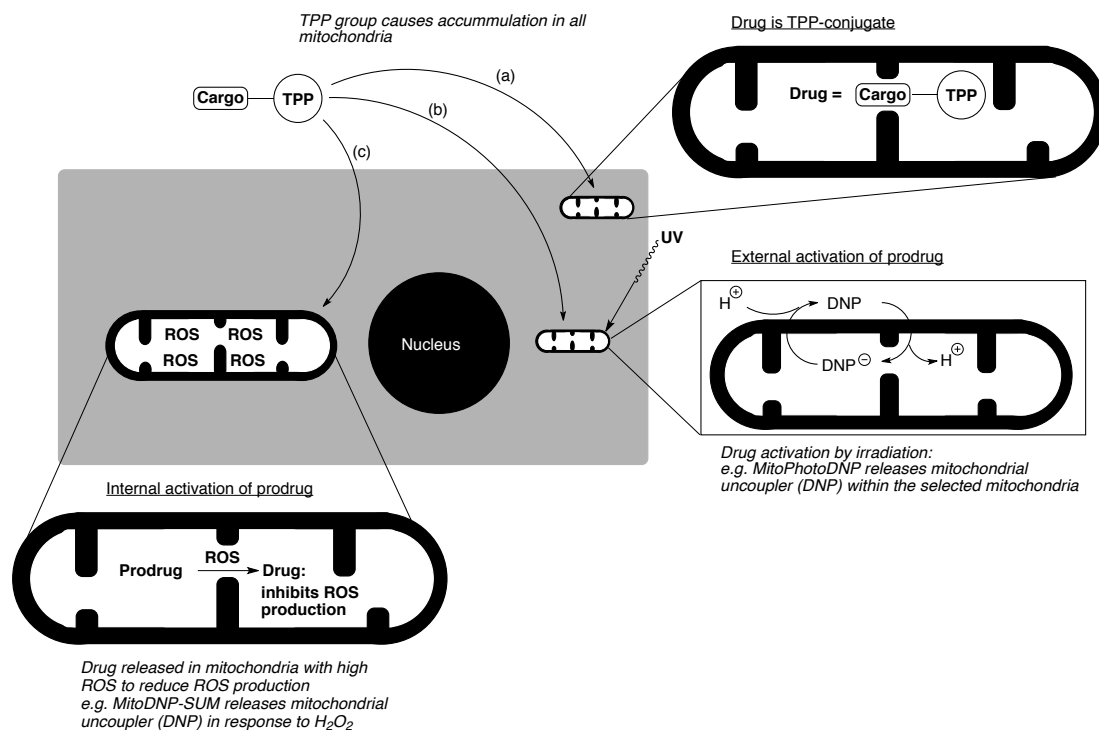 TPP group causes accummulation in all
mitochondria
Drug is TPP-conjugate
Cargo
TPP
(a)
(b)
(c)
Drug =
Cargo
TPP
UV
External activation of prodrug
H⊕
DNP
DNP⊖
H⊕
Nucleus
ROS ROS
ROS ROS
Drug activation by irradiation:
e.g. MitoPhotoDNP releases mitochondrial
uncoupler (DNP) within the selected mitochondria
Internal activation of prodrug
ROS
Prodrug
Drug:
inhibits ROS
production
Drug released in mitochondria with high
ROS to reduce ROS production
e.g. MitoDNP-SUM releases mitochondrial
uncoupler (DNP) in response to H₂O₂